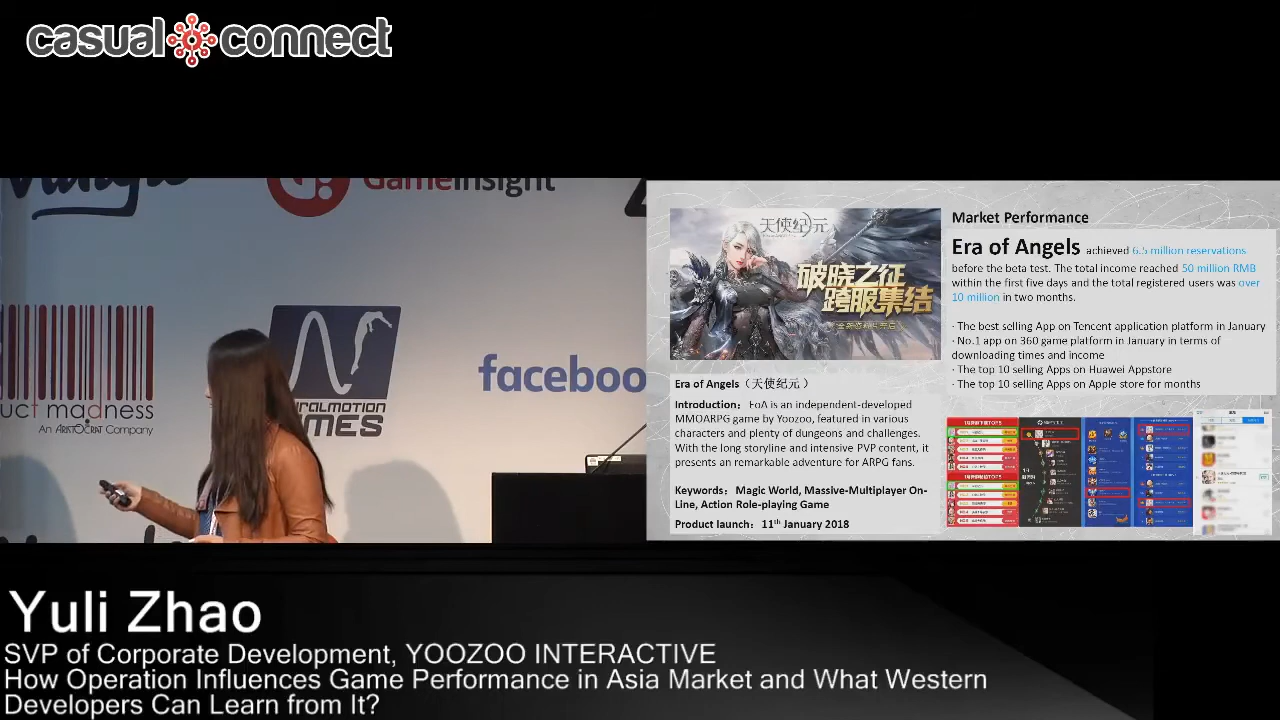 casual connect
GameInsight
uct madness
An ARISTOCRAT Company
GAMES
faceboo
天使纪元
破晓之征
跨服集结
Era of Angels（天使纪元 ）
Introduction： EoA is an independent-developed
MMOARPG game by Yoozoo, featured in various
characters and plenty of dungeons and challenges.
With the long storyline and intensive PVP content, it
presents an remarkable adventure for ARPG fans.
Keywords： Magic World, Massive-Multiplayer On-
Line, Action Role-playing Game
Product launch： 11th January 2018
Market Performance
Era of Angels achieved 6.5 million reservations
before the beta test. The total income reached 50 million RMB
within the first five days and the total registered users was over
10 million in two months.
· The best selling App on Tencent application platform in January
· No.1 app on 360 game platform in January in terms of
downloading times and income
· The top 10 selling Apps on Huawei Appstore
· The top 10 selling Apps on Apple store for months
Yuli Zhao
SVP of Corporate Development, YOOZOO INTERACTIVE
How Operation Influences Game Performance in Asia Market and What Western
Developers Can Learn from It?